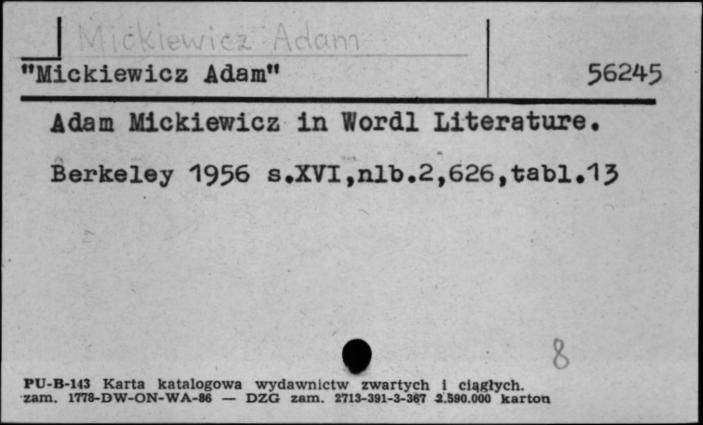 Mickiewicz Adam
"Mickiewicz Adam" 56245
Adam Mickiewicz in Wordl Literature.
Berkeley 1956 s.XVI,nlb.2,626,tabl.13
8
PU-B-143 Karta katalogowa wydawnictw zwartych i ciągłych.
zam. 1778-DW-ON-WA-86 — DZG zam. 2713-391-3-367 2.590.000 karton